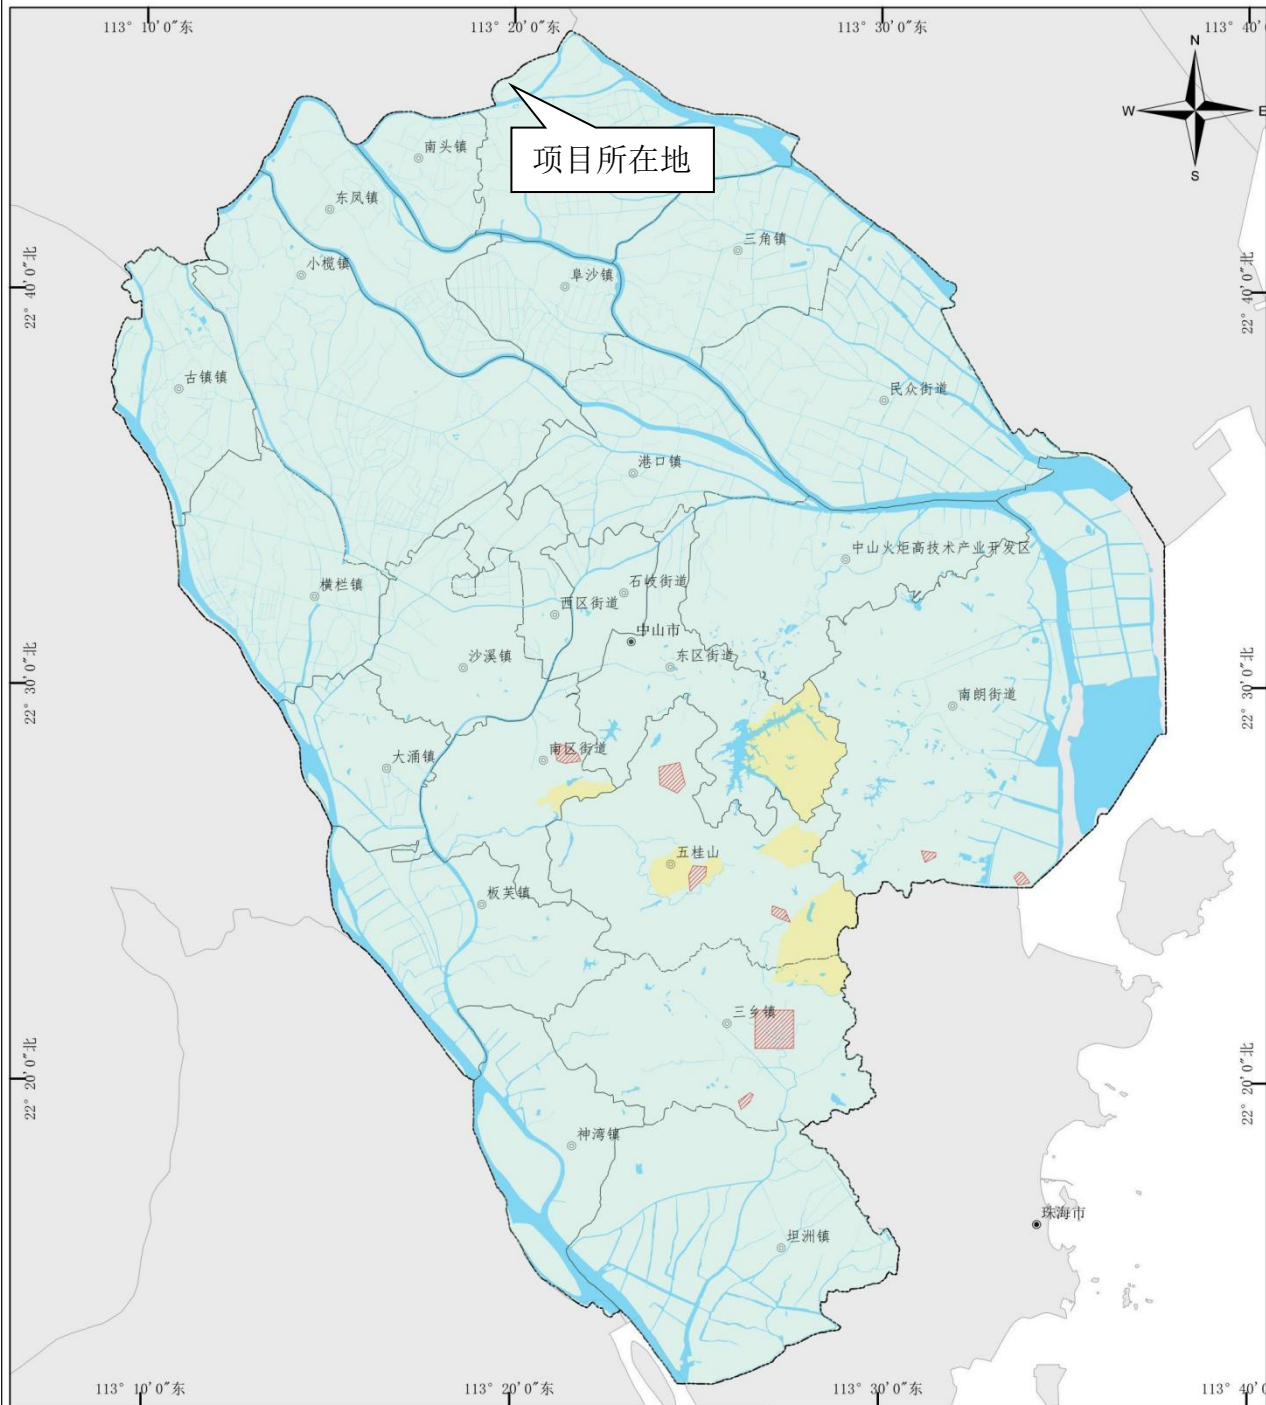 113° 10'0"东
113° 20'0"东
113° 30'0"东
113° 40'0
N
W
E
S
项目所在地
南头镇
东凤镇
三角镇
小榄镇
阜沙镇
22° 40'0"北
22° 40'0"北
古镇镇
民众街道
港口镇
中山火炬高技术产业开发区
横栏镇
石岐街道
西区街道
中山市
沙溪镇
东区街道
22° 30'0"北
22° 30'0"北
南朗街道
大涌镇
南区街道
五桂山
板芙镇
三乡镇
22° 20'0"北
22° 20'0"北
神湾镇
珠海市
坦洲镇
113° 10'0"东
113° 20'0"东
113° 30'0"东
113° 40'0